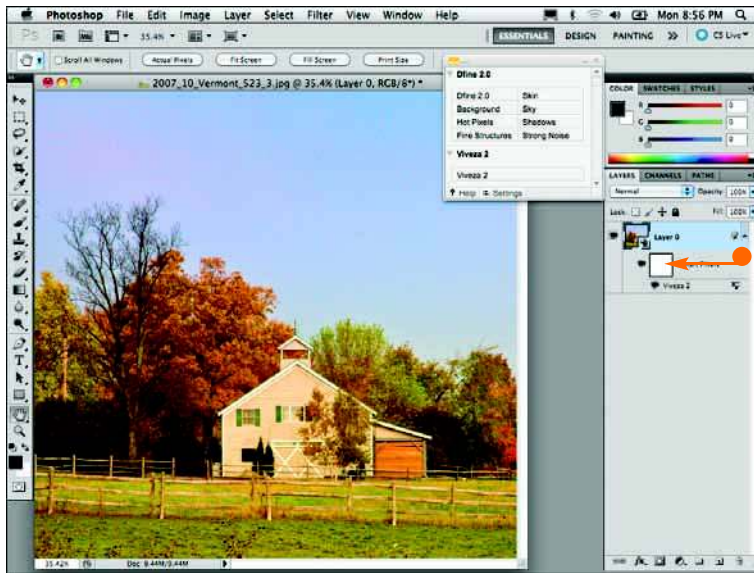 Photoshop File Edit Image Layer Select Filter View Window Help Mon 8:56 PM
Ps 35.4% ESSENTIALS DESIGN PAINTING CS Live
Scroll All Windows Actual Pixels Fit Screen Fill Screen Print Size
2007_10_Vermont_523_3.jpg @ 35.4% (Layer 0, RCB/8*) *
Dfine 2.0
Dfine 2.0 Skin
Background Sky
Hot Pixels Shadows
Fine Structures Strong Noise
Viveza 2
Viveza 2
? Help Settings
COLOR SWATCHES STYLES
R 0
G 0
B 0
LAYERS CHANNELS PATHS
Normal Opacity: 100%
Lock: Fill: 100%
Layer 0
Viveza 2
35.42% Doc: 9.44M/9.44M